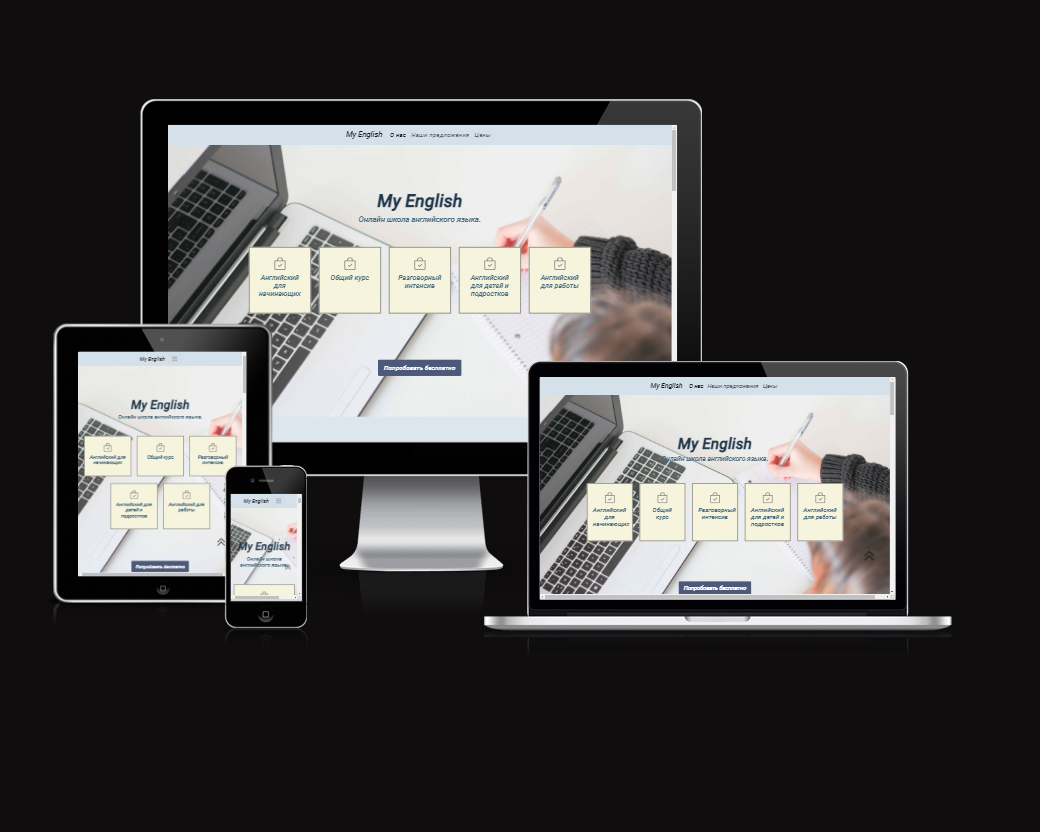 My English О нас Наши предложения Цены
My English
Онлайн школа английского языка.
Английский
для
начинающих
Общий курс
Разговорный
интенсив
Английский
для детей и
подростков
Английский
для работы
Попробовать бесплатно
My English
My English
Онлайн школа английского языка.
Английский для
начинающих
Общий курс
Разговорный
интенсив
Английский для
детей и
подростков
Английский для
работы
Попробовать бесплатно
My English
My English
Онлайн школа
английского языка.
My English О нас Наши предложения Цены
My English
Онлайн школа английского языка.
Английский
для
начинающих
Общий
курс
Разговорный
интенсив
Английский
для детей и
подростков
Английский
для работы
Попробовать бесплатно